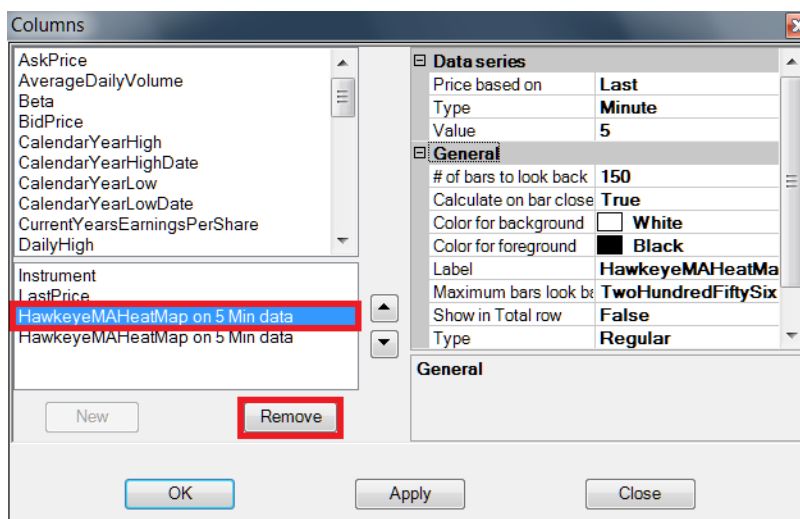 Columns
AskPrice
AverageDailyVolume
Beta
BidPrice
CalendarYearHigh
CalendarYearHighDate
CalendarYearLow
CalendarYearLowDate
CurrentYearsEarningsPerShare
DailyHigh
Instrument
LastPrice
HawkeyeMAHeatMap on 5 Min data
HawkeyeMAHeatMap on 5 Min data
New
Remove
Data series
Price based on Last
Type Minute
Value 5
General
# of bars to look back 150
Calculate on bar close True
Color for background White
Color for foreground Black
Label HawkeyeMAHeatMa
Maximum bars look ba TwoHundredFiftySix
Show in Total row False
Type Regular
General
OK
Apply
Close